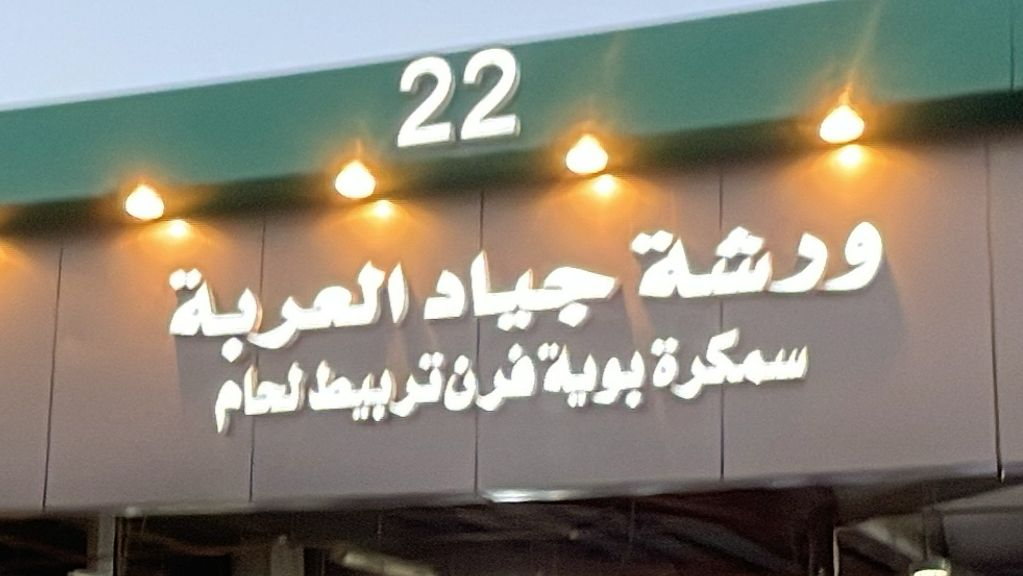 22
ورشة جياد العربة
سمكرة بوية فرن تربيط لحام